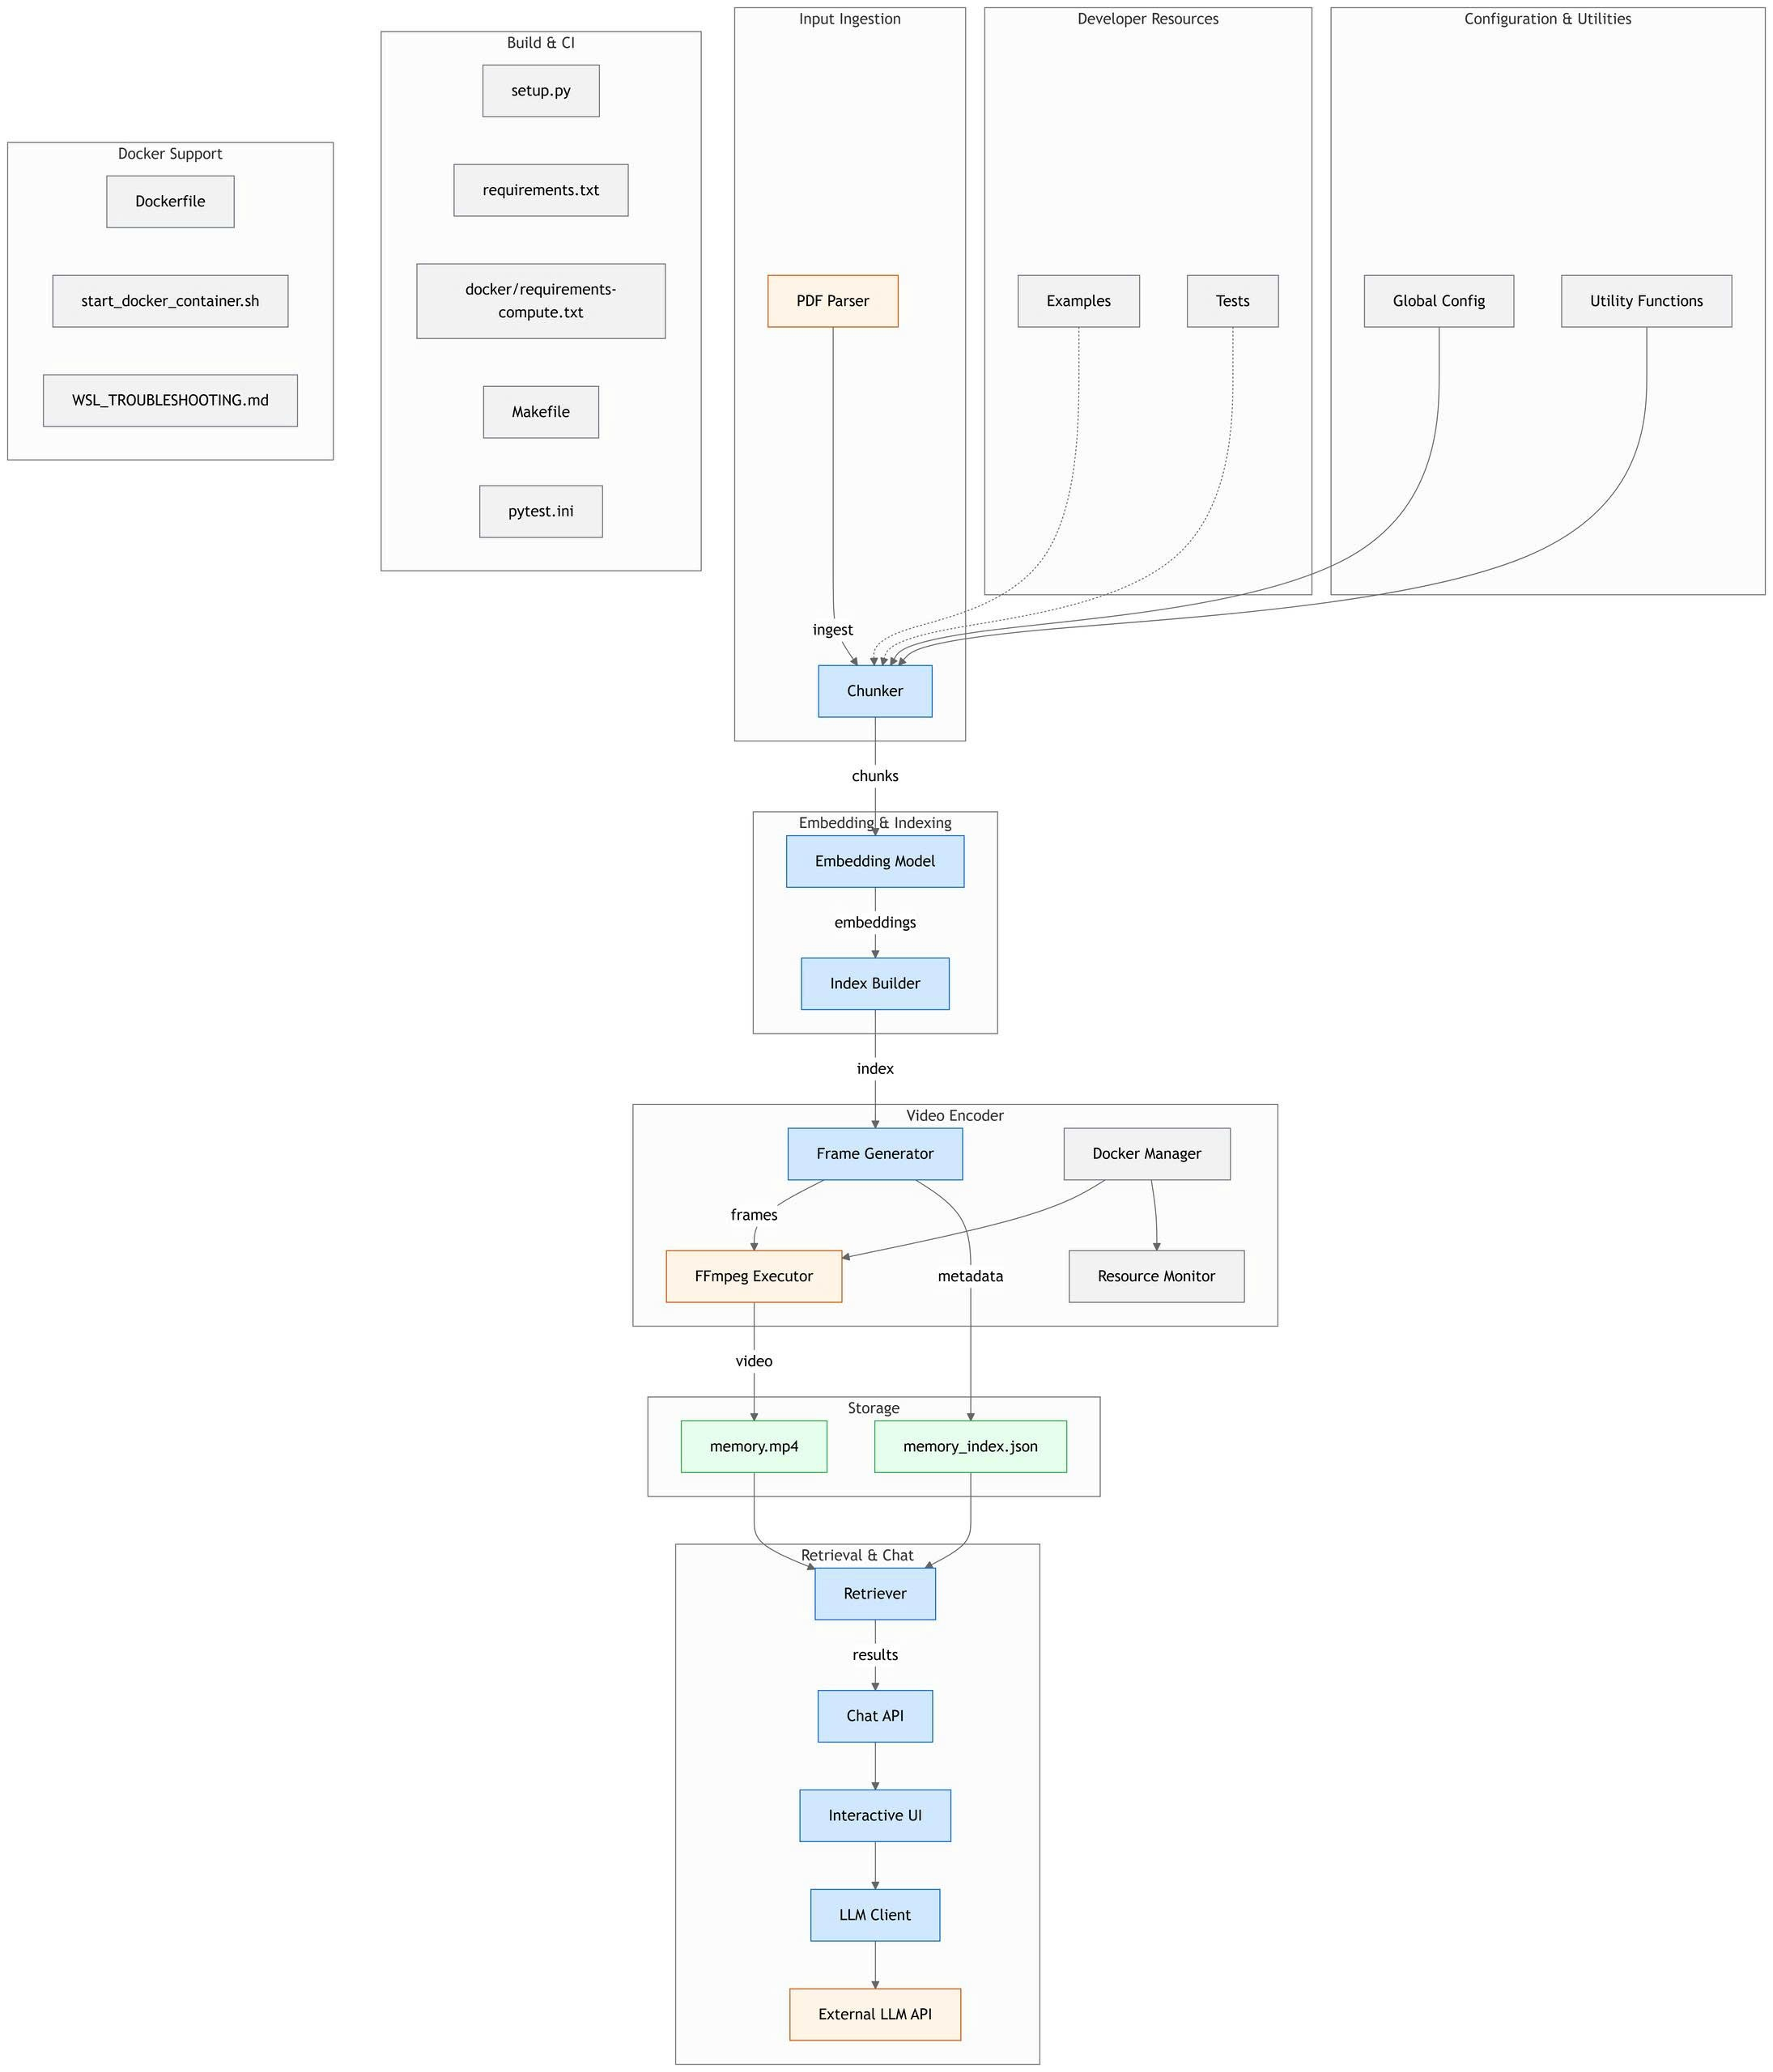 Docker Support
Dockerfile
start_docker_container.sh
WSL_TROUBLESHOOTING.md
Build & CI
setup.py
requirements.txt
docker/requirements-
compute.txt
Makefile
pytest.ini
Input Ingestion
PDF Parser
ingest
Chunker
Developer Resources
Examples
Tests
Configuration & Utilities
Global Config
Utility Functions
chunks
Embedding & Indexing
Embedding Model
embeddings
Index Builder
index
Video Encoder
Frame Generator
Docker Manager
frames
FFmpeg Executor
metadata
Resource Monitor
video
Storage
memory.mp4
memory_index.json
Retrieval & Chat
Retriever
results
Chat API
Interactive UI
LLM Client
External LLM API